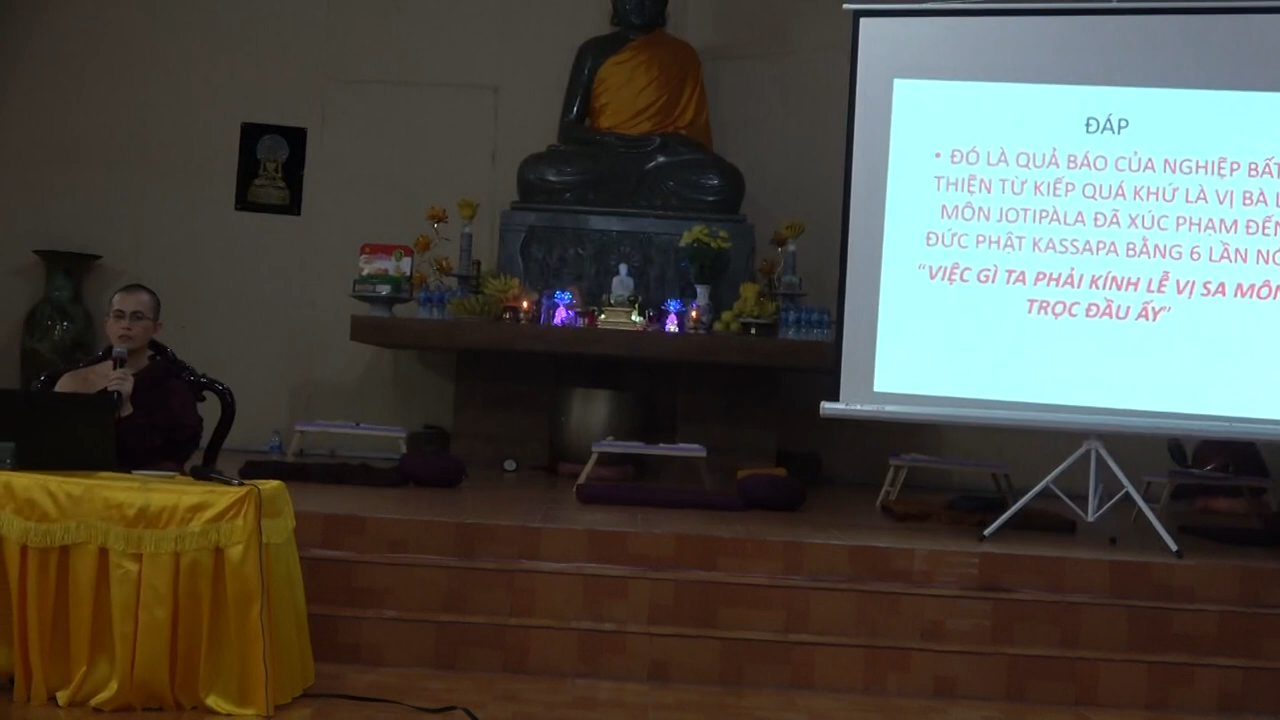 ĐÁP
• ĐÓ LÀ QUẢ BÁO CỦA NGHIỆP BẤT
THIỆN TỪ KIẾP QUÁ KHỨ LÀ VỊ BÀ L
MÔN JOTIPÀLA ĐÃ XÚC PHẠM ĐẾN
ĐỨC PHẬT KASSAPA BẰNG 6 LẦN NÓ
“VIỆC GÌ TA PHẢI KÍNH LỄ VỊ SA MÔN
TRỌC ĐẦU ẤY”